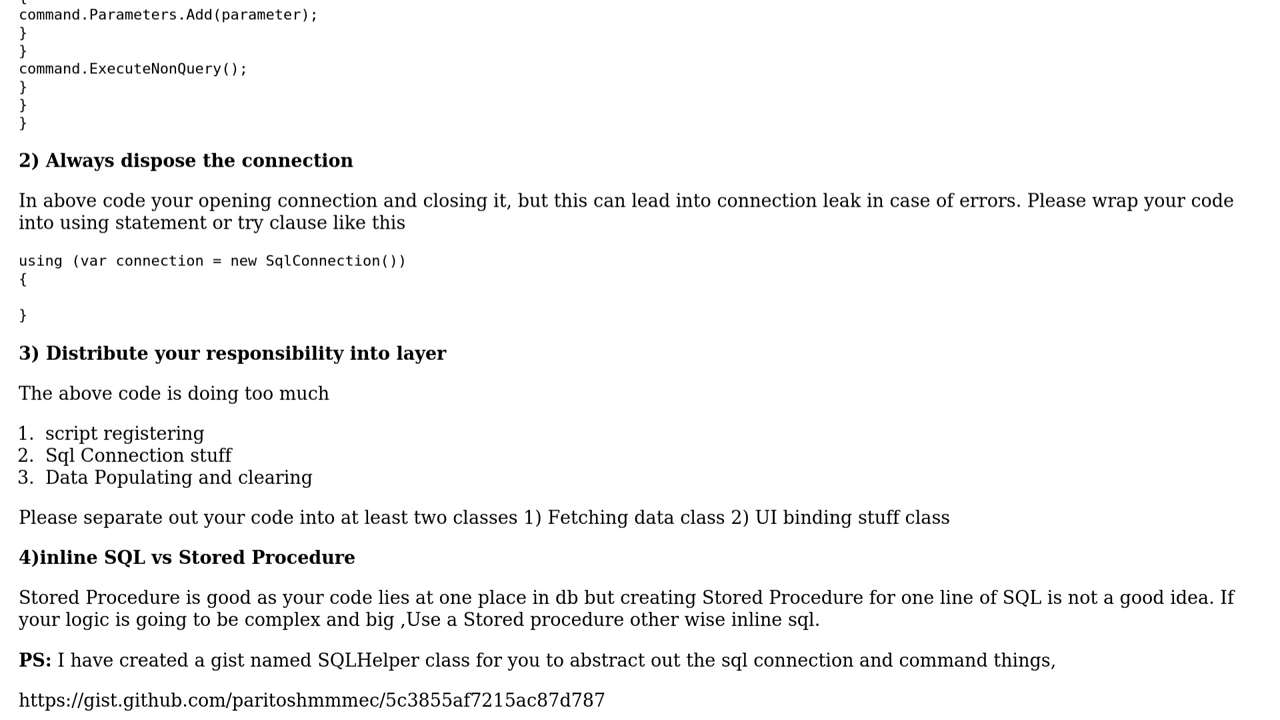 {
command.Parameters.Add(parameter);
}
}
command.ExecuteNonQuery();
}
}
}
2) Always dispose the connection
In above code your opening connection and closing it, but this can lead into connection leak in case of errors. Please wrap your code
into using statement or try clause like this
using (var connection = new SqlConnection())
{
}
3) Distribute your responsibility into layer
The above code is doing too much
1. script registering
2. Sql Connection stuff
3. Data Populating and clearing
Please separate out your code into at least two classes 1) Fetching data class 2) UI binding stuff class
4)inline SQL vs Stored Procedure
Stored Procedure is good as your code lies at one place in db but creating Stored Procedure for one line of SQL is not a good idea. If
your logic is going to be complex and big ,Use a Stored procedure other wise inline sql.
PS: I have created a gist named SQLHelper class for you to abstract out the sql connection and command things,
https://gist.github.com/paritoshmmmec/5c3855af7215ac87d787